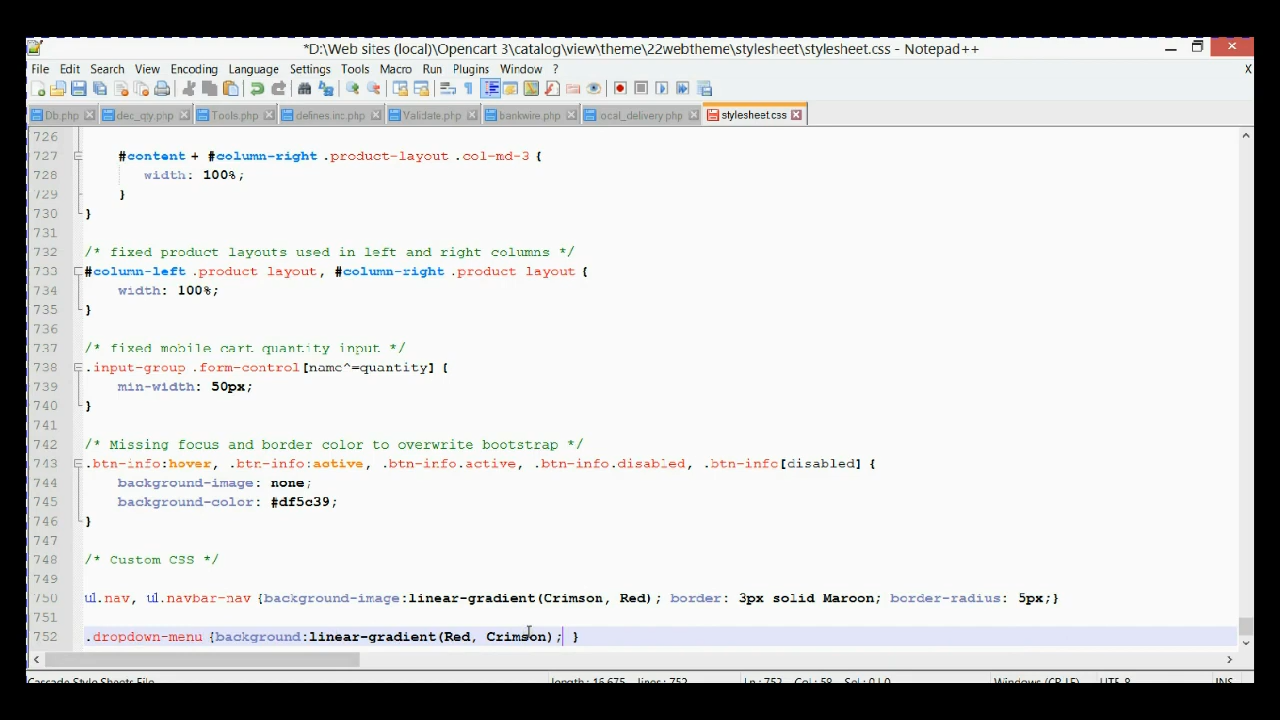 *D:\Web sites (local)\Opencart 3\catalog\view\theme\22webtheme\stylesheet\stylesheet.css - Notepad++
File Edit Search View Encoding Language Settings Tools Macro Run Plugins Window ? X
Db.php dec_qty.php Tools.php defines.inc.php Validate.php bankwire.php ocal_delivery.php stylesheet.css
726
727 #content + #column-right .product-layout .col-md-3 {
728 width: 100%;
729 }
730 }
731
732 /* fixed product layouts used in left and right columns */
733 #column-left .product layout, #column-right .product layout {
734 width: 100%;
735 }
736
737 /* fixed mobile cart quantity input */
738 .input-group .form-control[name^=quantity] {
739 min-width: 50px;
740 }
741
742 /* Missing focus and border color to overwrite bootstrap */
743 .btn-info:hover, .btn-info:active, .btn-info.active, .btn-info.disabled, .btn-info[disabled] {
744 background-image: none;
745 background-color: #df5c39;
746 }
747
748 /* Custom CSS */
749
750 ul.nav, ul.navbar-nav {background-image:linear-gradient(Crimson, Red); border: 3px solid Maroon; border-radius: 5px;}
751
752 .dropdown-menu {background:linear-gradient(Red, Crimson); }
Cascade Style Sheets File length : 16,675 lines : 752 Ln : 752 Col : 58 Sel : 0 | 0 Windows (CR LF) UTF-8 INS